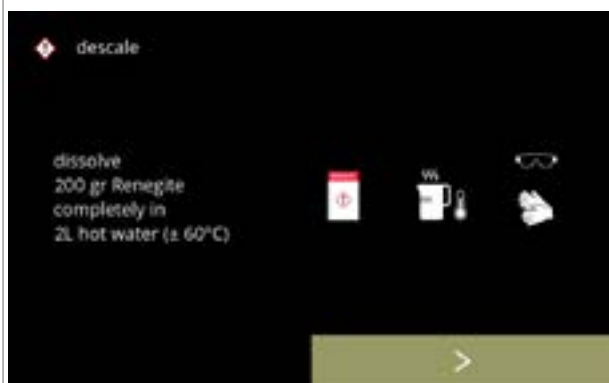 descale
dissolve
200 gr Renegite
completely in
2L hot water (± 60°C)
>